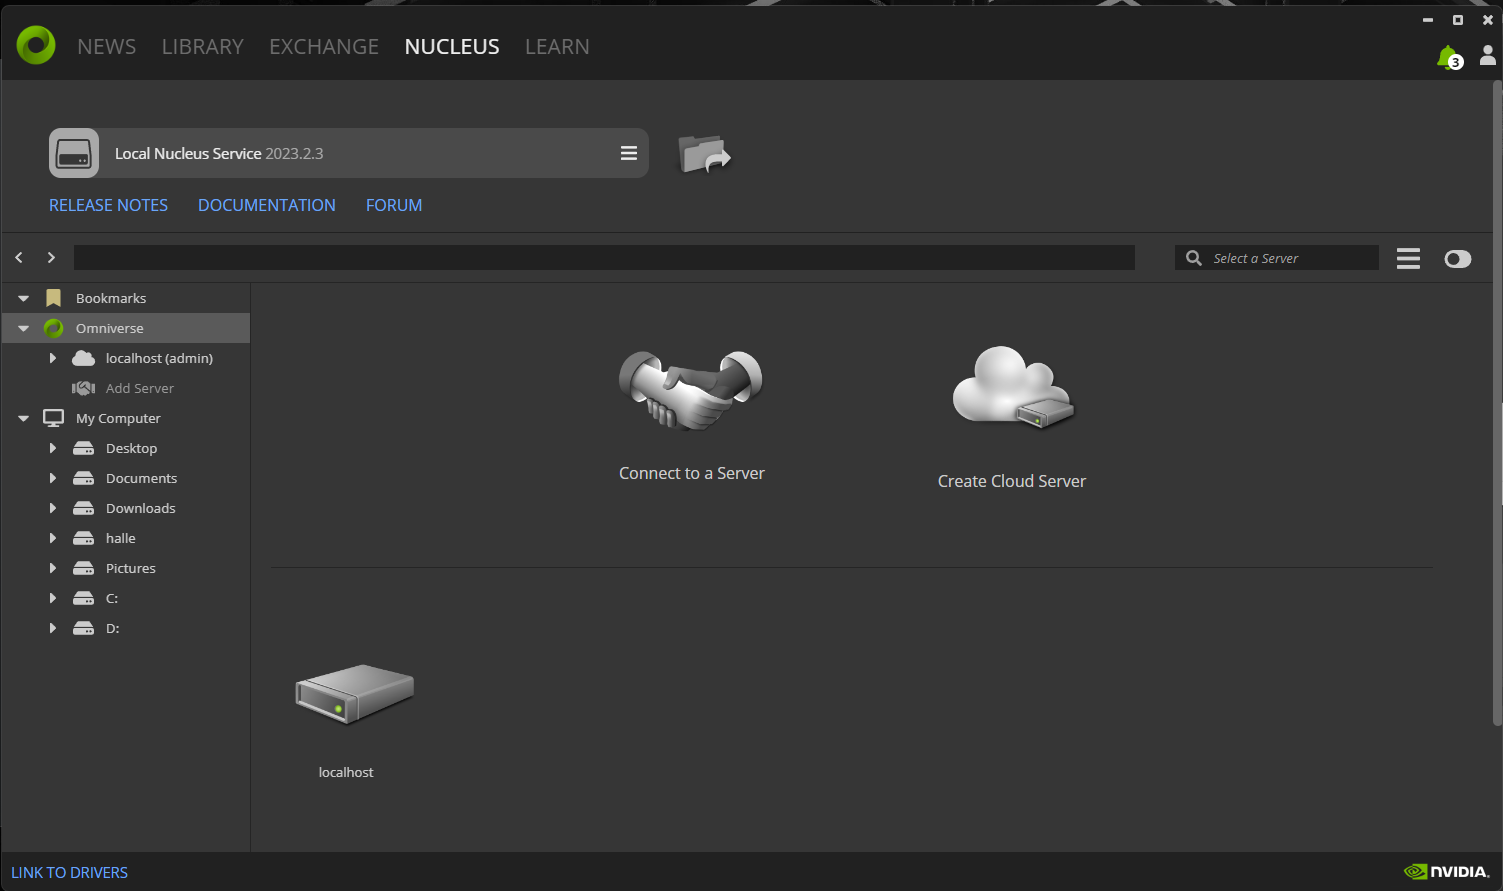 NEWS LIBRARY EXCHANGE NUCLEUS LEARN
3
Local Nucleus Service 2023.2.3
RELEASE NOTES DOCUMENTATION FORUM
Select a Server
Bookmarks
Omniverse
localhost (admin)
Add Server
My Computer
Desktop
Documents
Downloads
halle
Pictures
C:
D:
Connect to a Server
Create Cloud Server
localhost
LINK TO DRIVERS
NVIDIA.